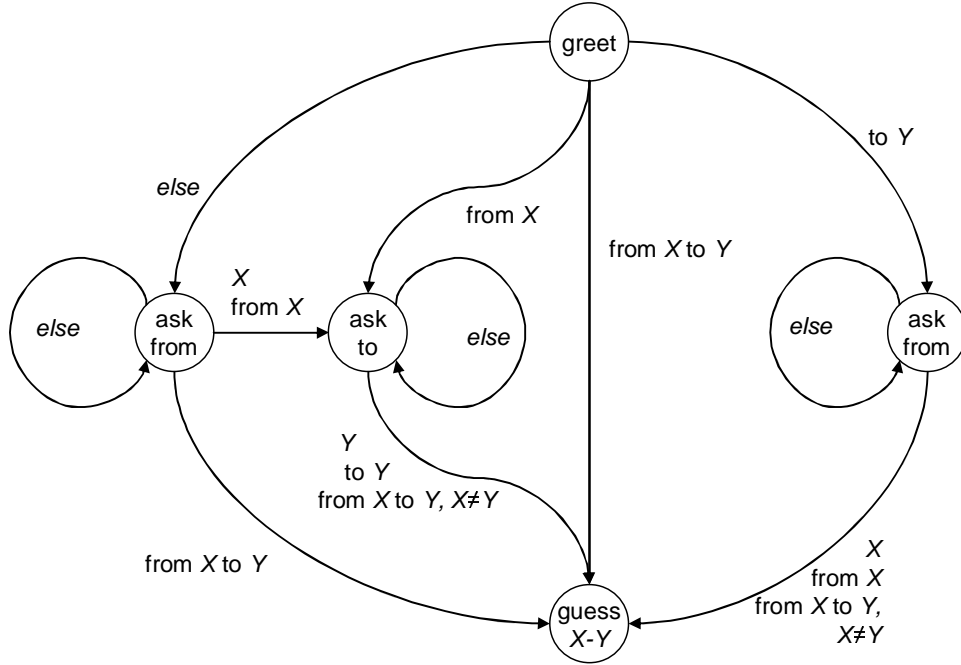 greet
to Y
else
from X
from X to Y
X
from X
else
ask
from
ask
to
else
else
ask
from
Y
to Y
from X to Y, X≠Y
from X to Y
X
from X
from X to Y,
X≠Y
guess
X-Y